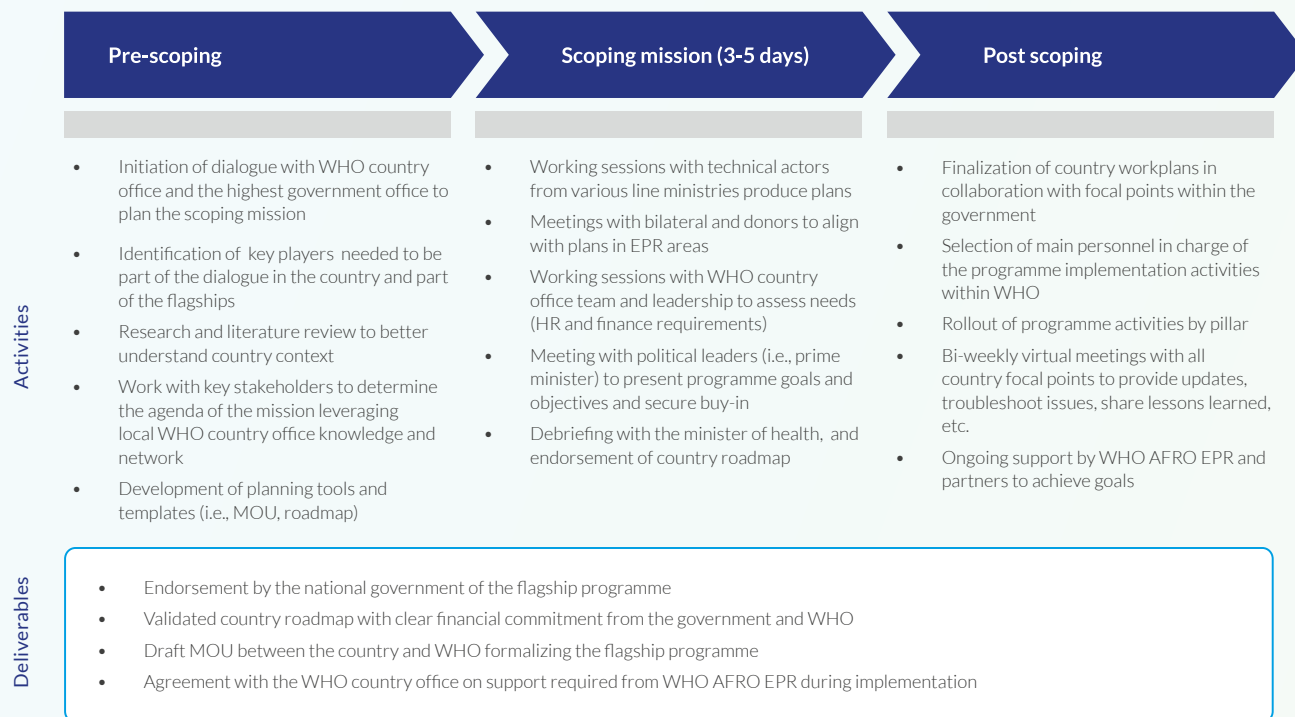 Pre-scoping
Scoping mission (3-5 days)
Post scoping
Activities
Initiation of dialogue with WHO country
office and the highest government office to
plan the scoping mission
Identification of key players needed to be
part of the dialogue in the country and part
of the flagships
Research and literature review to better
understand country context
Work with key stakeholders to determine
the agenda of the mission leveraging
local WHO country office knowledge and
network
Development of planning tools and
templates (i.e., MOU, roadmap)
Working sessions with technical actors
from various line ministries produce plans
Meetings with bilateral and donors to align
with plans in EPR areas
Working sessions with WHO country
office team and leadership to assess needs
(HR and finance requirements)
Meeting with political leaders (i.e., prime
minister) to present programme goals and
objectives and secure buy-in
Debriefing with the minister of health, and
endorsement of country roadmap
Finalization of country workplans in
collaboration with focal points within the
government
Selection of main personnel in charge of
the programme implementation activities
within WHO
Rollout of programme activities by pillar
Bi-weekly virtual meetings with all
country focal points to provide updates,
troubleshoot issues, share lessons learned,
etc.
Ongoing support by WHO AFRO EPR and
partners to achieve goals
Deliverables
Endorsement by the national government of the flagship programme
Validated country roadmap with clear financial commitment from the government and WHO
Draft MOU between the country and WHO formalizing the flagship programme
Agreement with the WHO country office on support required from WHO AFRO EPR during implementation